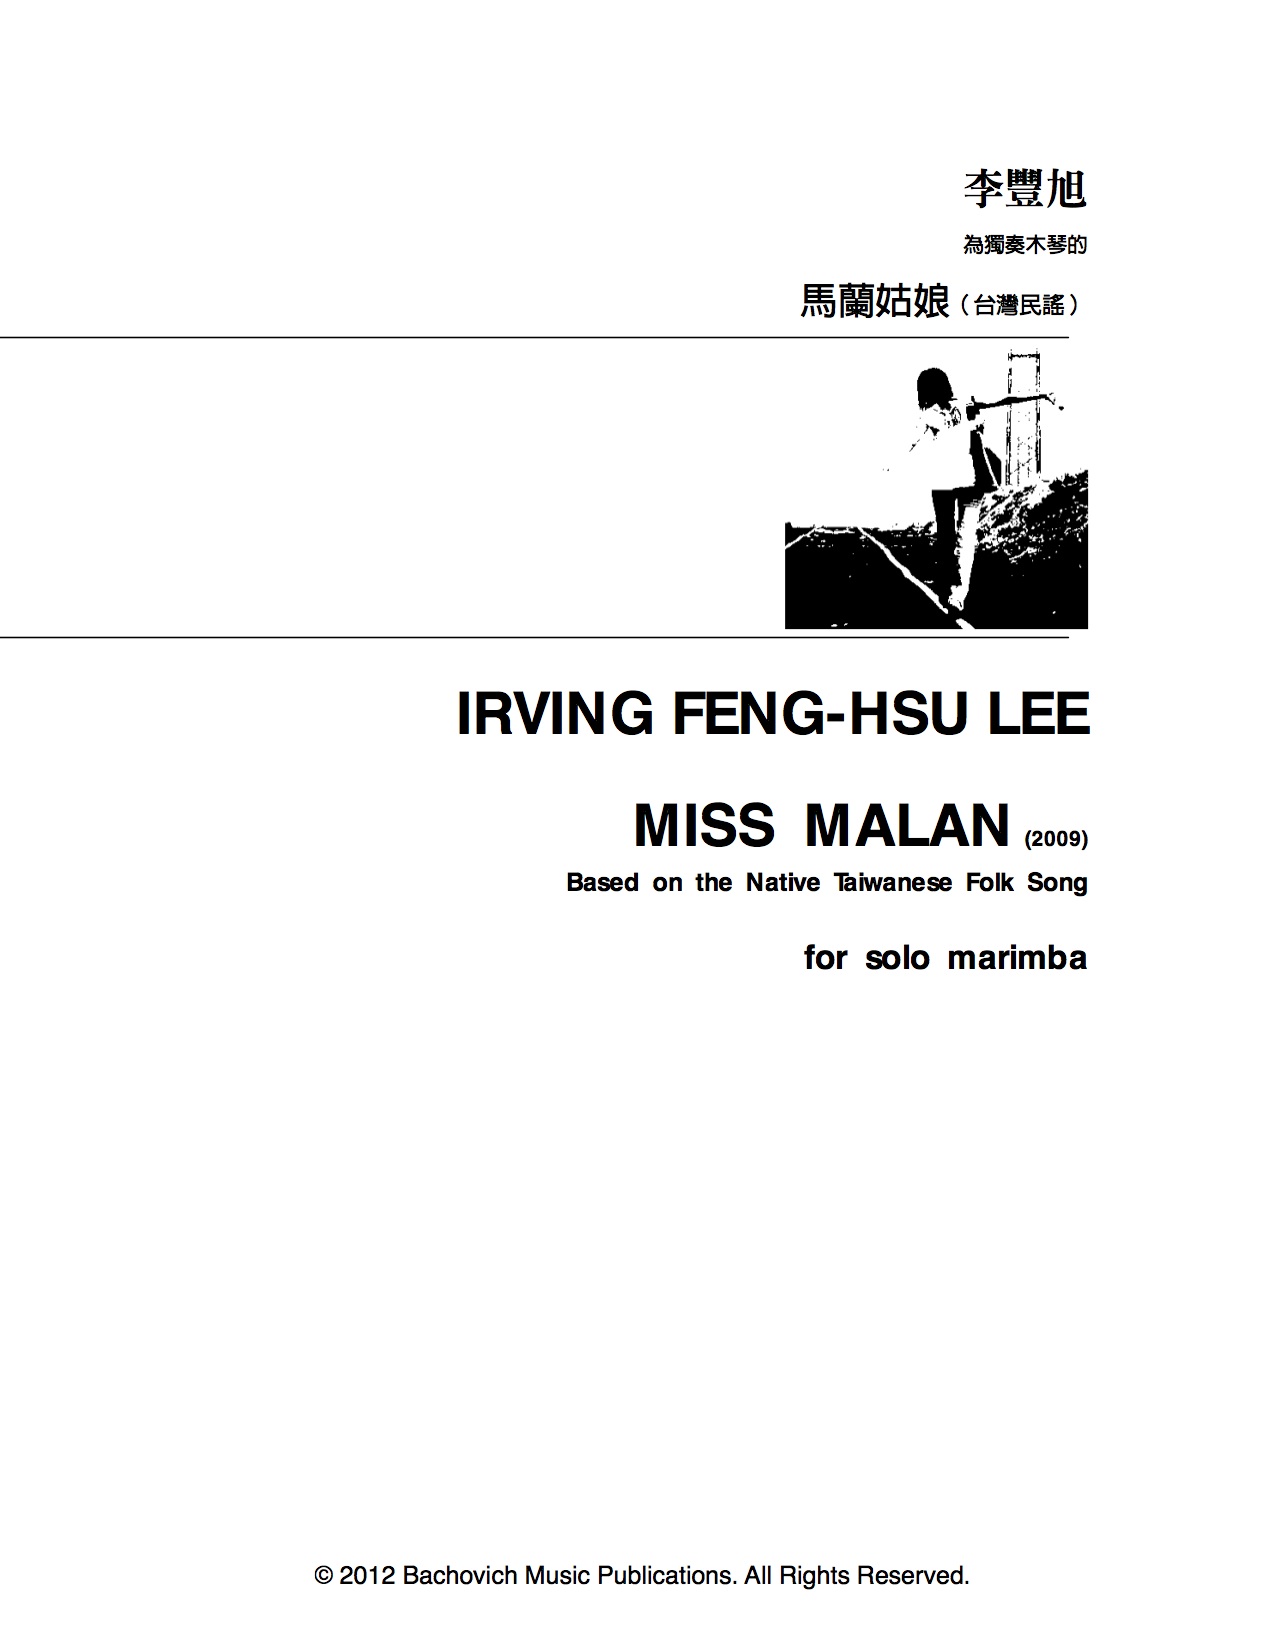 李豐旭
為獨奏木琴的
馬蘭姑娘（台灣民謠）
IRVING FENG-HSU LEE
MISS MALAN (2009)
Based on the Native Taiwanese Folk Song
for solo marimba
© 2012 Bachovich Music Publications. All Rights Reserved.